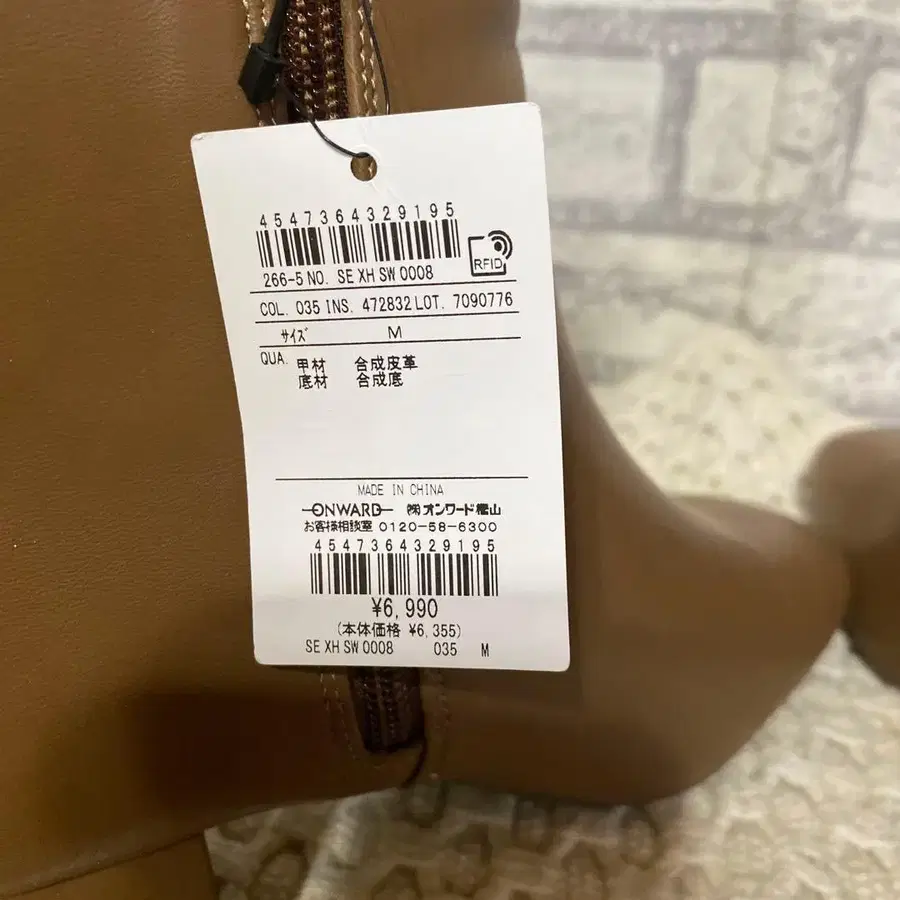 4547364329195
RFID
266-5 NO. SE XH SW 0008
COL. 035 INS. 472832 LOT. 7090776
サイズ M
QUA. 甲材 合成皮革
底材 合成底
MADE IN CHINA
ONWARD ㈱オンワード樫山
お客様相談室 0120-58-6300
4547364329195
¥6,990
(本体価格 ¥6,355)
SE XH SW 0008 035 M